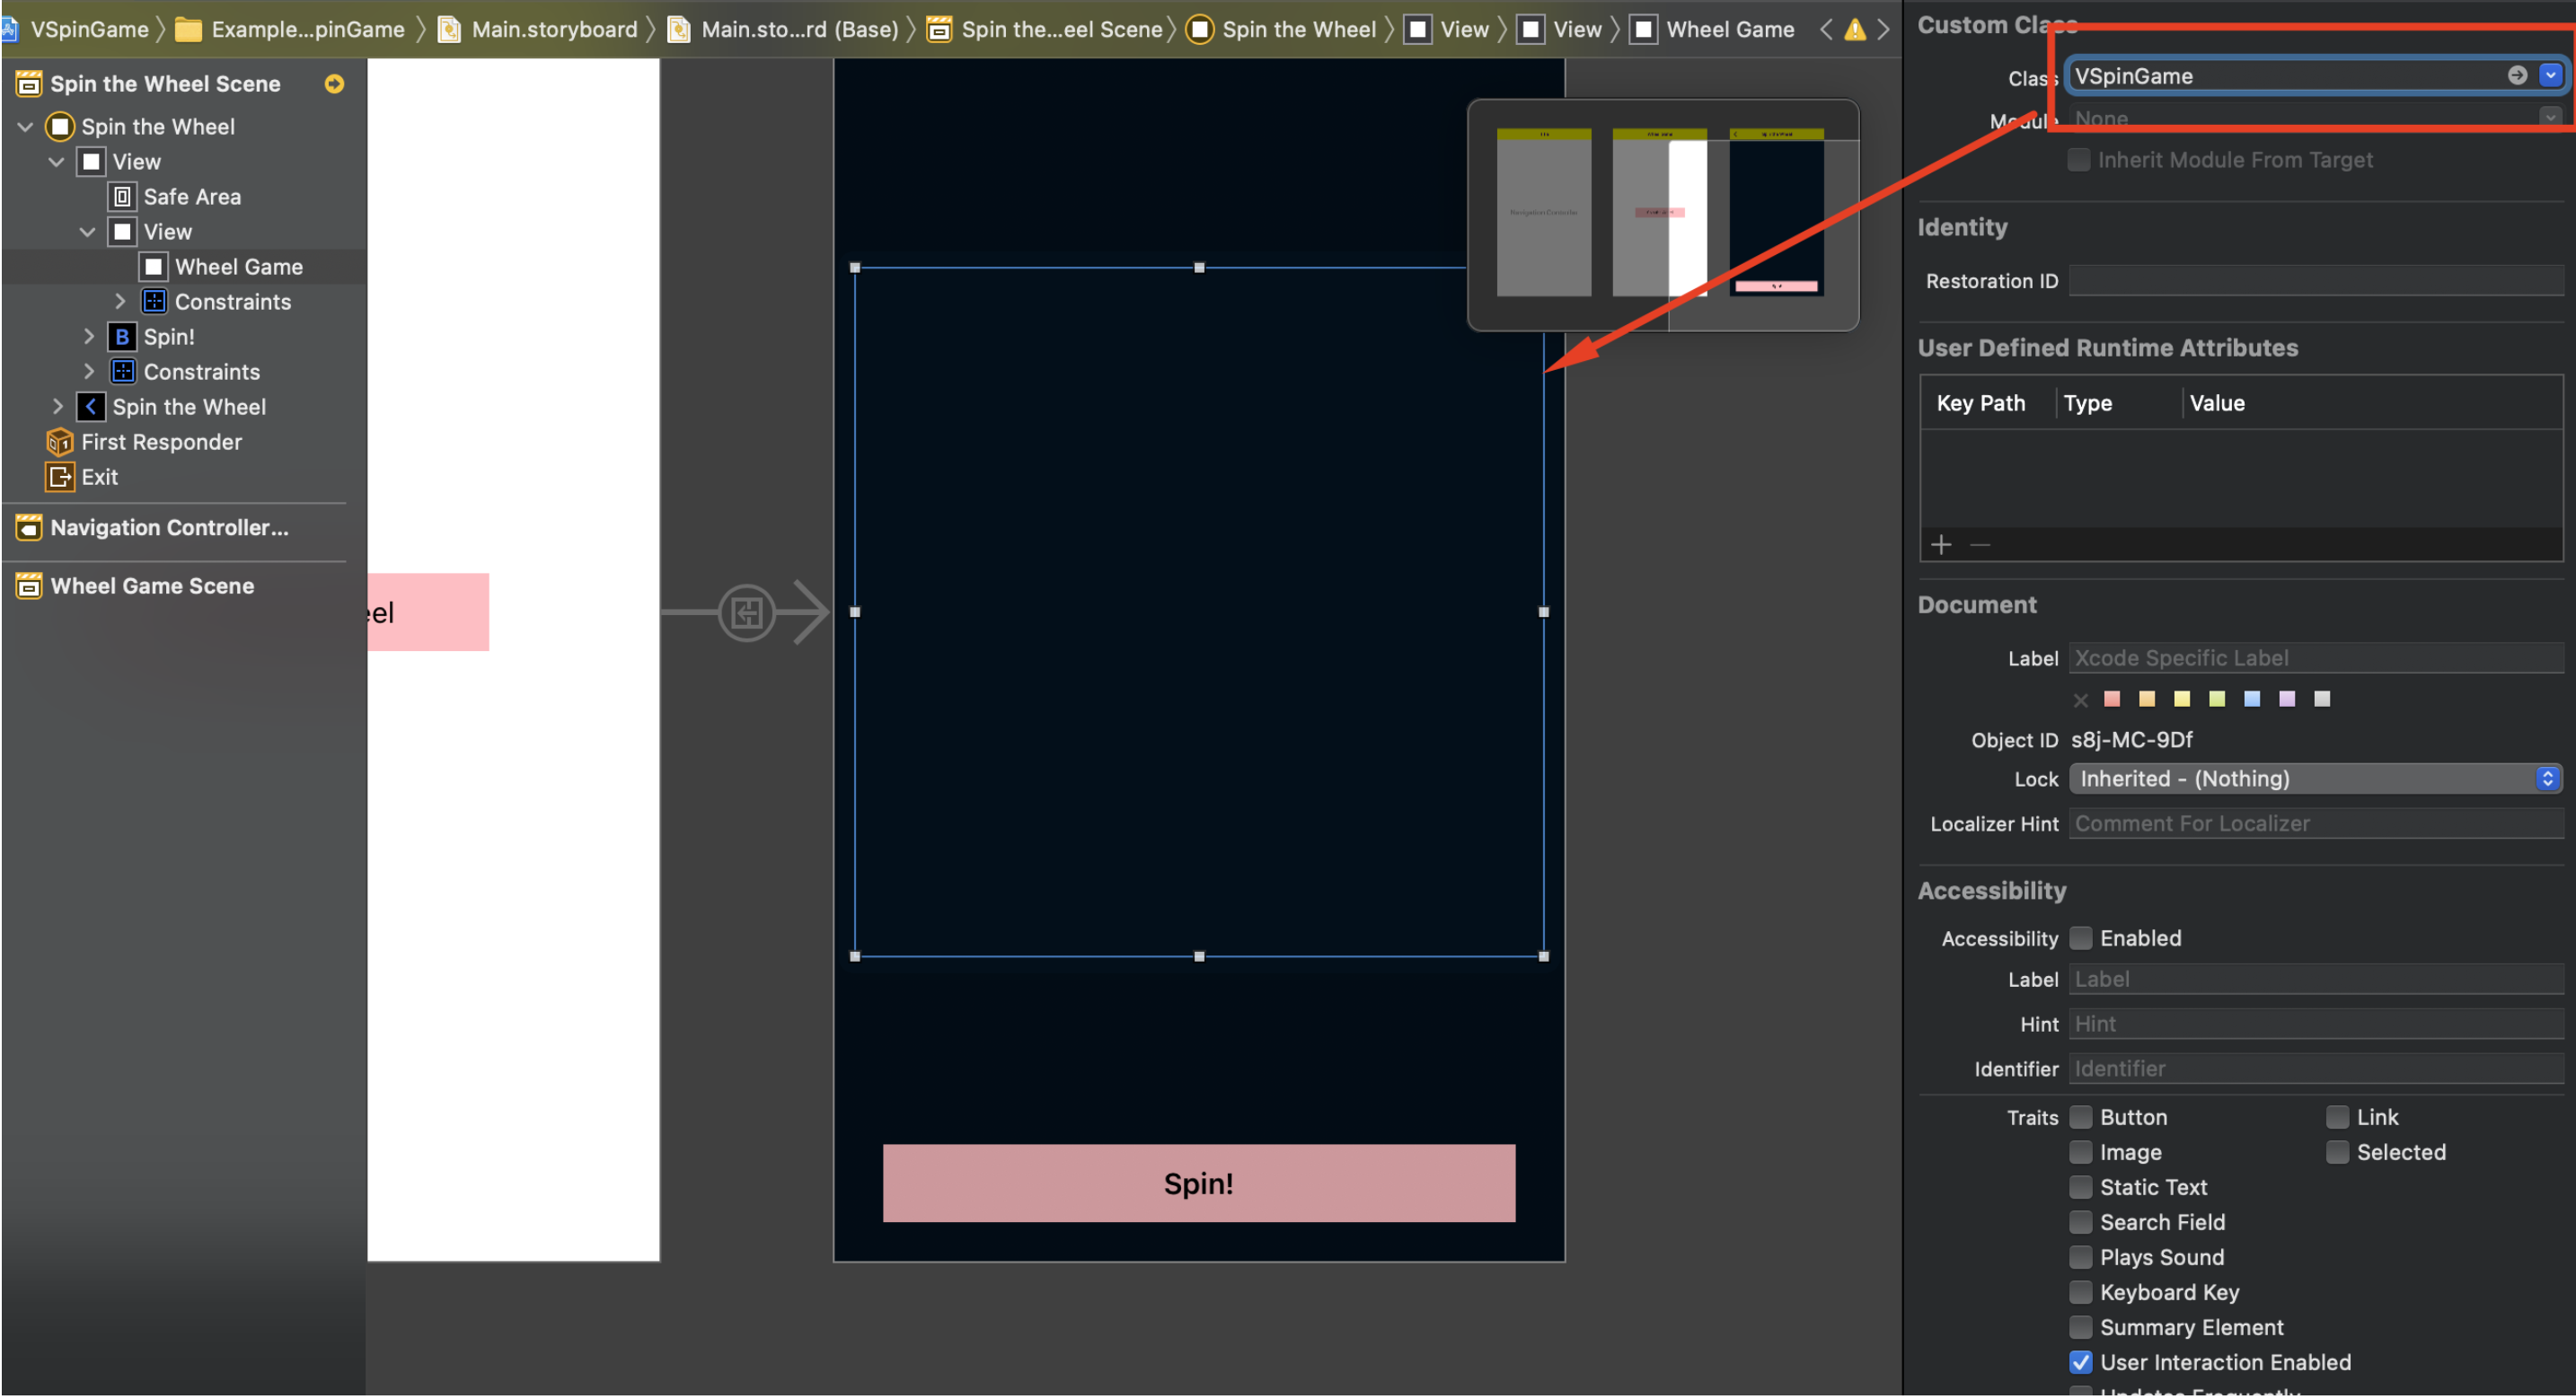 VSpinGame
Example...pinGame
Main.storyboard
Main.sto...rd (Base)
Spin the...eel Scene
Spin the Wheel
View
View
Wheel Game
Spin the Wheel Scene
Spin the Wheel
View
Safe Area
View
Wheel Game
Constraints
B Spin!
Constraints
Spin the Wheel
First Responder
Exit
Navigation Controller...
Wheel Game Scene
eel
Navigation Controller
Spin!
Custom Class
Class VSpinGame
Module None
Inherit Module From Target
Identity
Restoration ID
User Defined Runtime Attributes
Key Path Type Value
Document
Label Xcode Specific Label
Object ID s8j-MC-9Df
Lock Inherited - (Nothing)
Localizer Hint Comment For Localizer
Accessibility
Accessibility Enabled
Label Label
Hint Hint
Identifier Identifier
Traits Button Link
Image Selected
Static Text
Search Field
Plays Sound
Keyboard Key
Summary Element
User Interaction Enabled
Updates Frequently